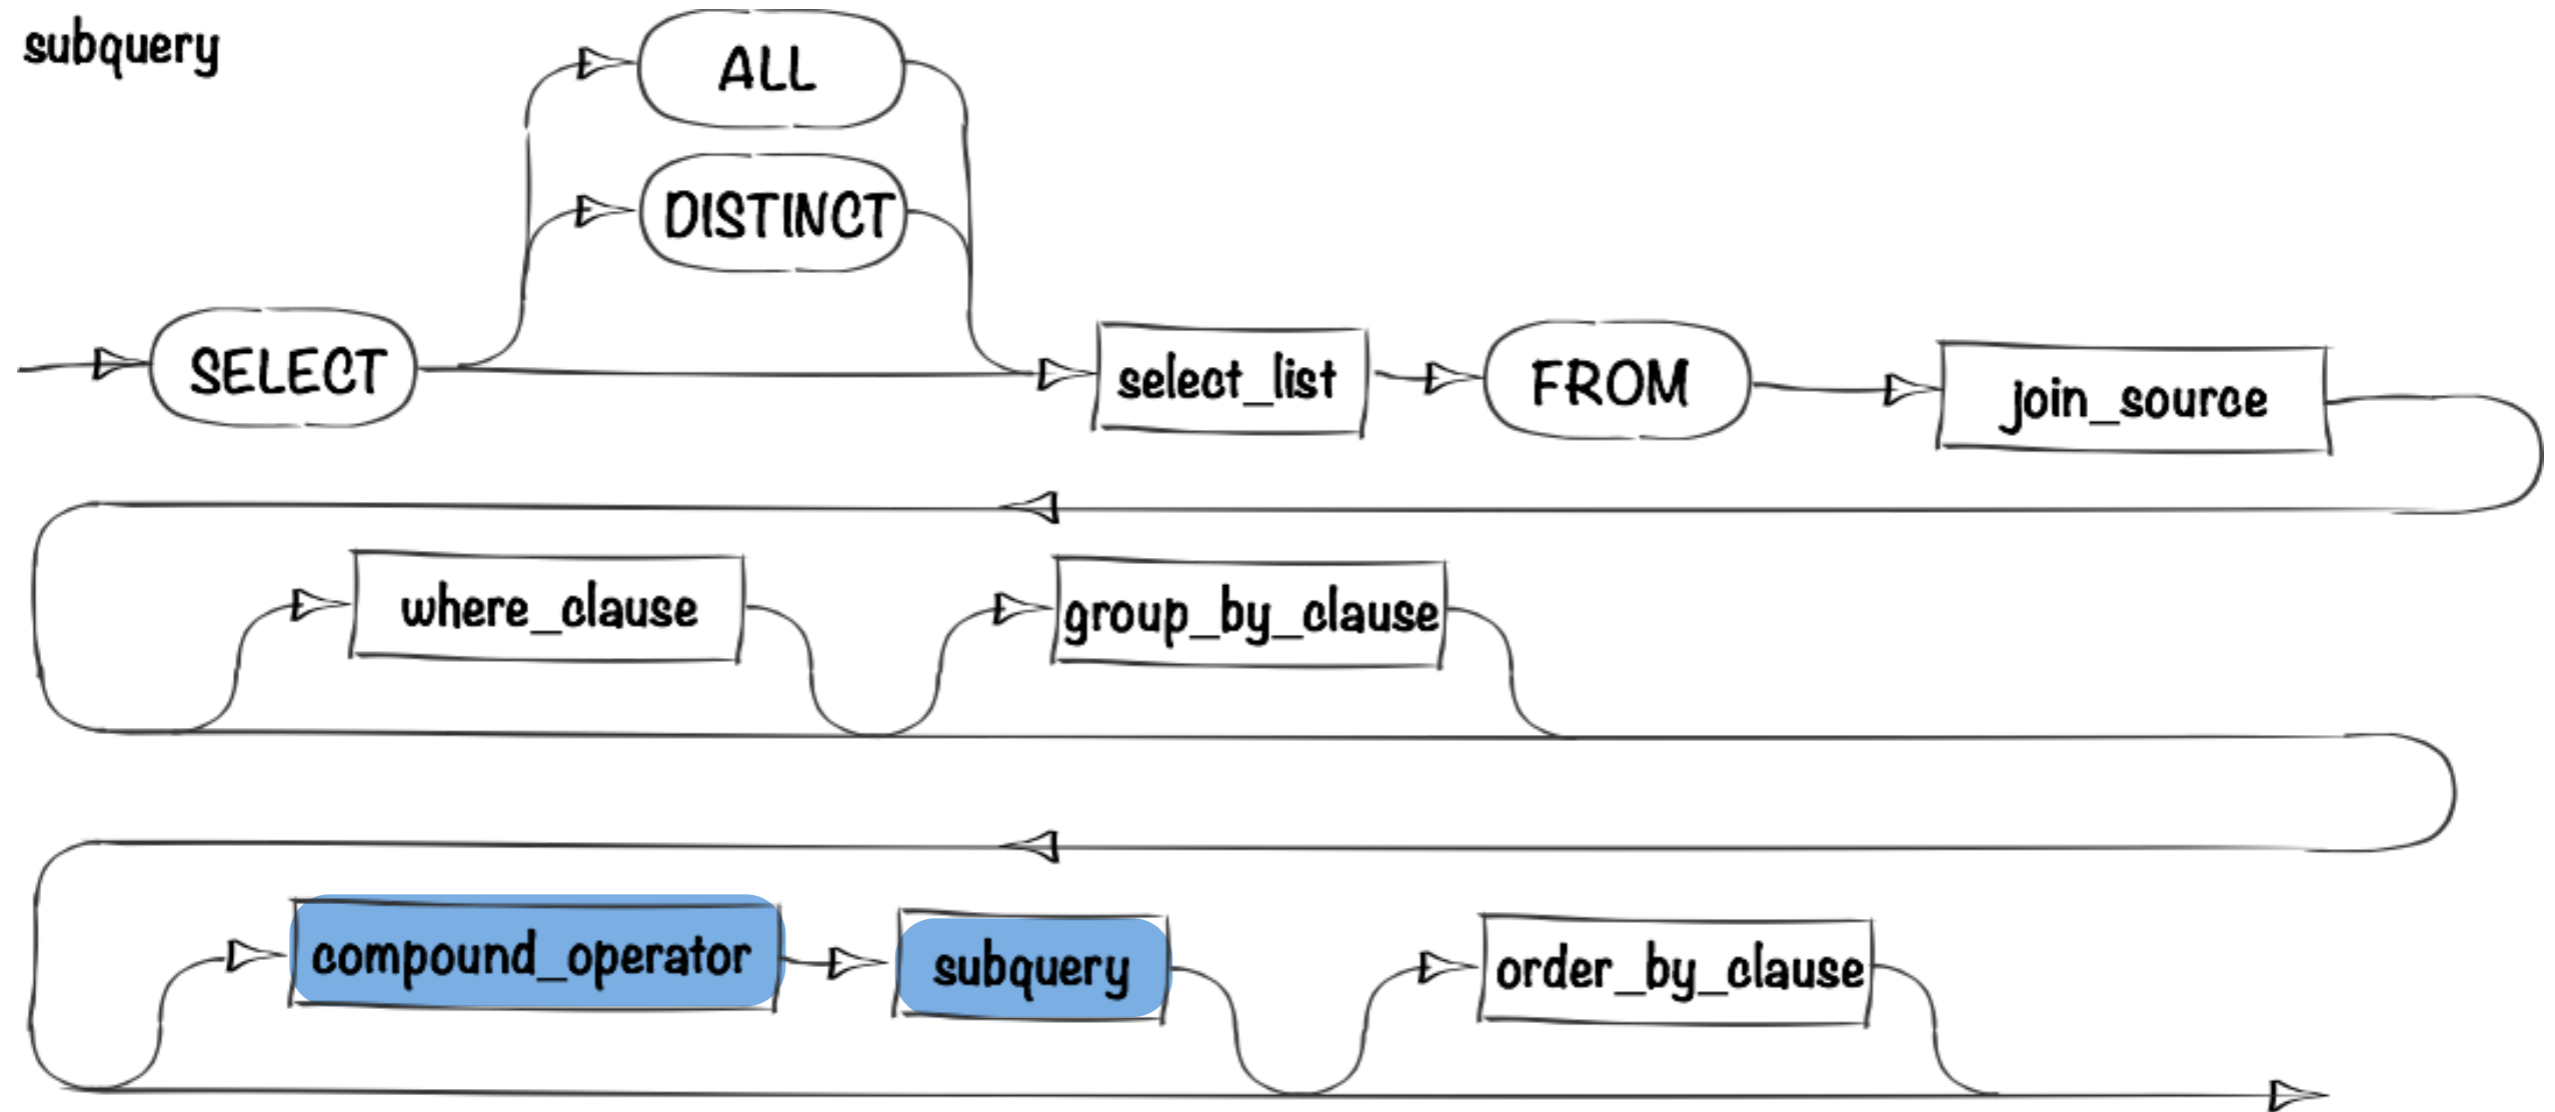 subquery
ALL
DISTINCT
SELECT
select_list
FROM
join_source
where_clause
group_by_clause
compound_operator
subquery
order_by_clause